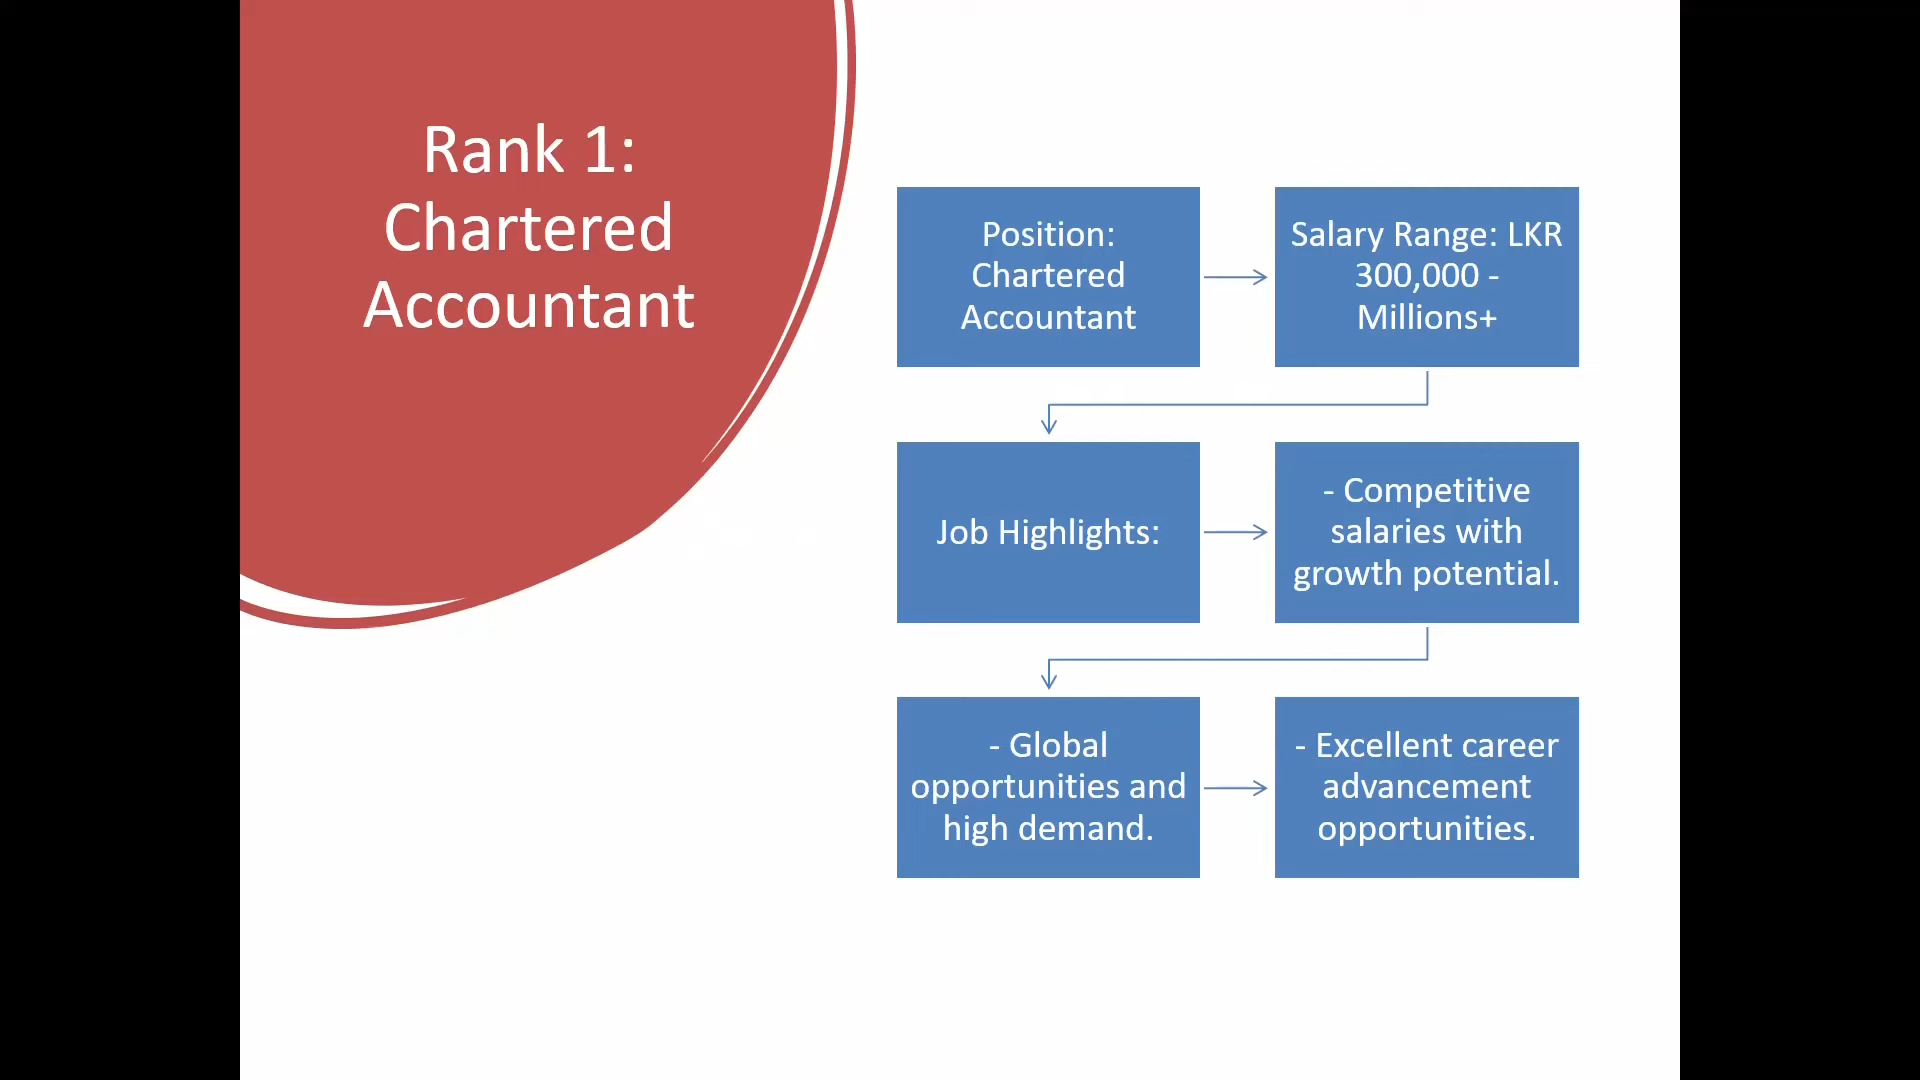 Rank 1:
Chartered
Accountant
Position:
Chartered
Accountant
Salary Range: LKR
300,000 -
Millions+
Job Highlights:
- Competitive
salaries with
growth potential.
- Global
opportunities and
high demand.
- Excellent career
advancement
opportunities.